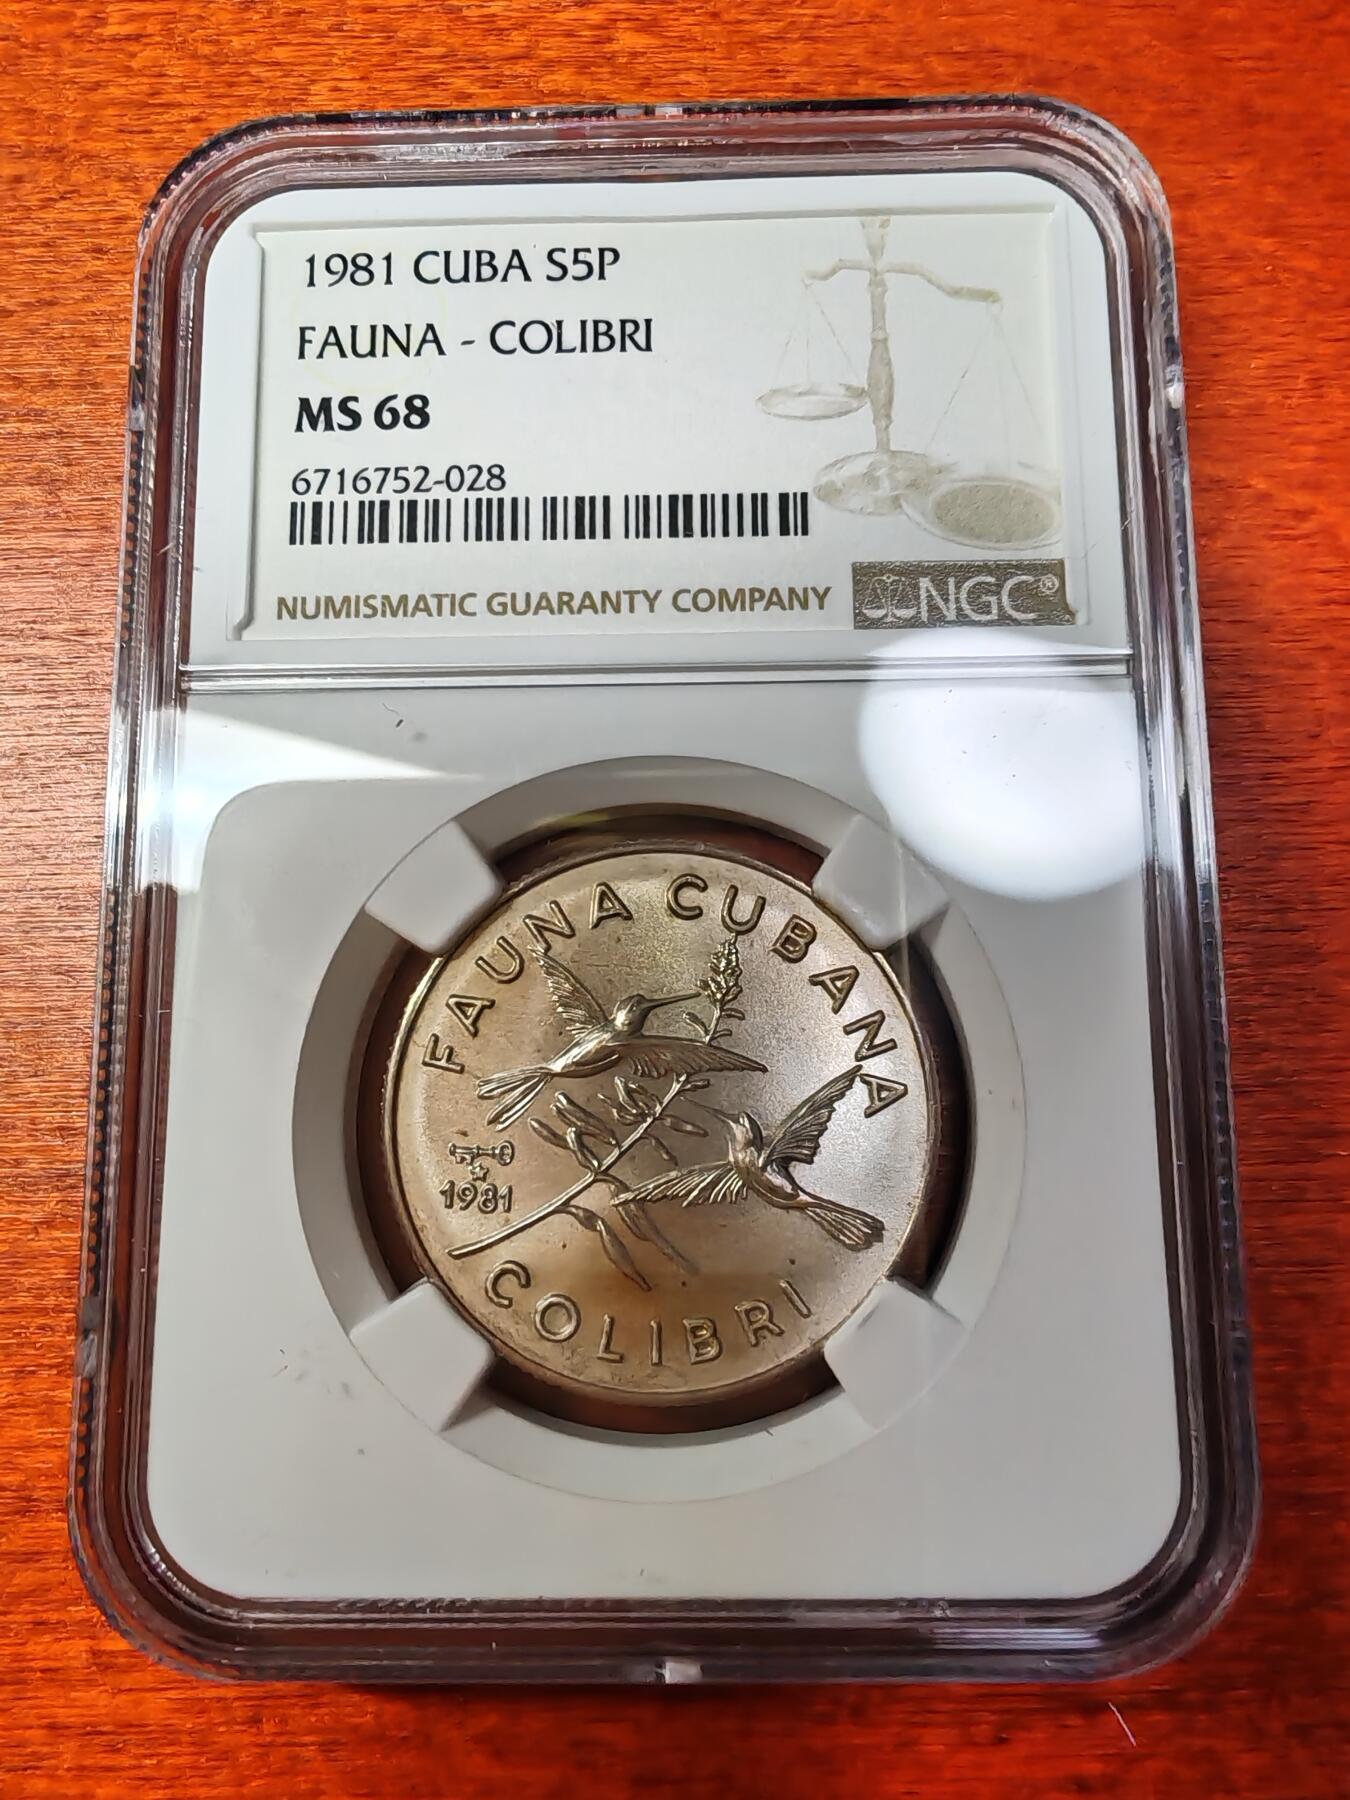 1981 CUBA S5P
FAUNA - COLIBRI
MS 68
6716752-028
NUMISMATIC GUARANTY COMPANY
NGC®
FAUNA CUBANA
1981
COLIBRI